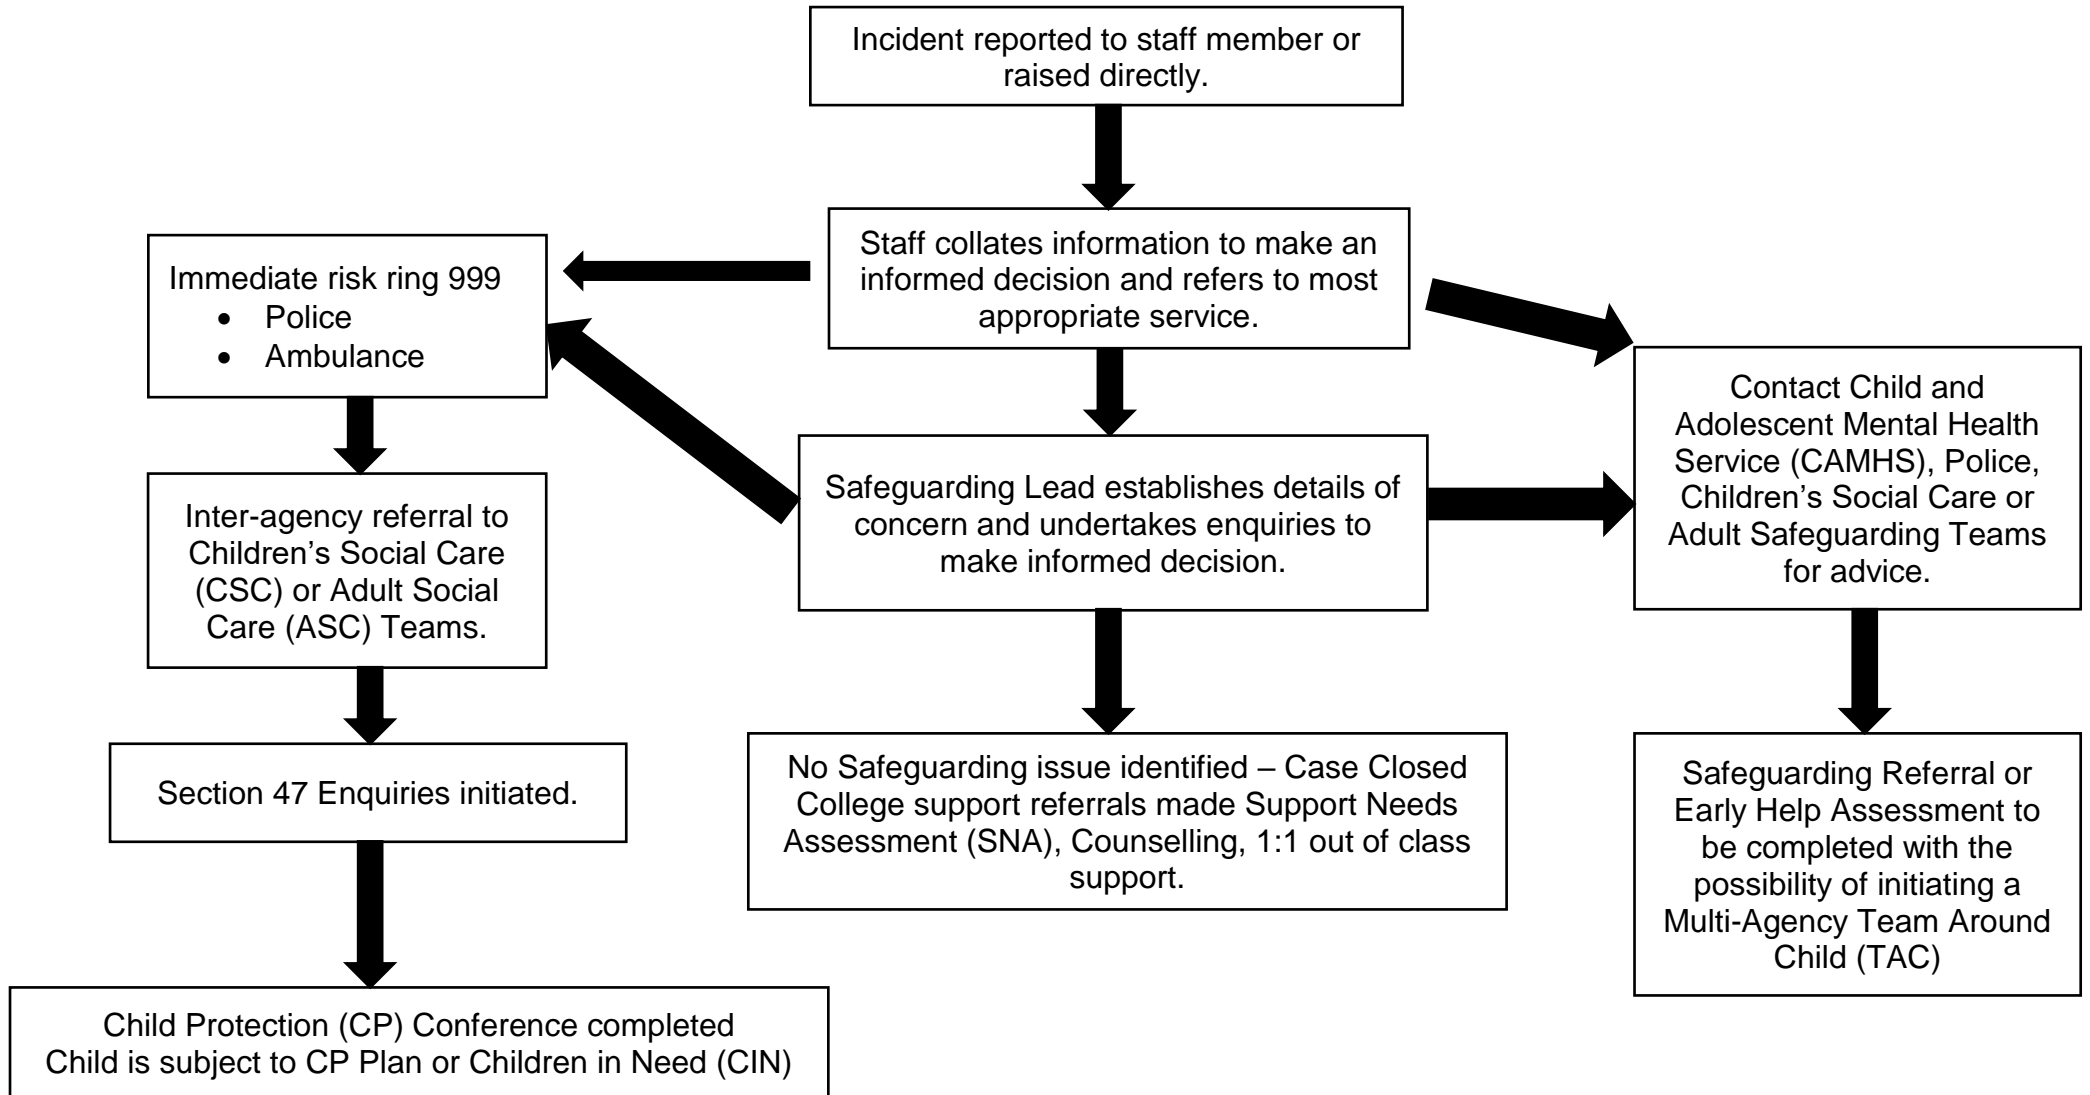 Incident reported to staff member or
raised directly.
Staff collates information to make an
informed decision and refers to most
appropriate service.
Immediate risk ring 999
• Police
• Ambulance
Contact Child and
Adolescent Mental Health
Service (CAMHS), Police,
Children’s Social Care or
Adult Safeguarding Teams
for advice.
Safeguarding Lead establishes details of
concern and undertakes enquiries to
make informed decision.
Inter-agency referral to
Children’s Social Care
(CSC) or Adult Social
Care (ASC) Teams.
Section 47 Enquiries initiated.
No Safeguarding issue identified – Case Closed
College support referrals made Support Needs
Assessment (SNA), Counselling, 1:1 out of class
support.
Safeguarding Referral or
Early Help Assessment to
be completed with the
possibility of initiating a
Multi-Agency Team Around
Child (TAC)
Child Protection (CP) Conference completed
Child is subject to CP Plan or Children in Need (CIN)